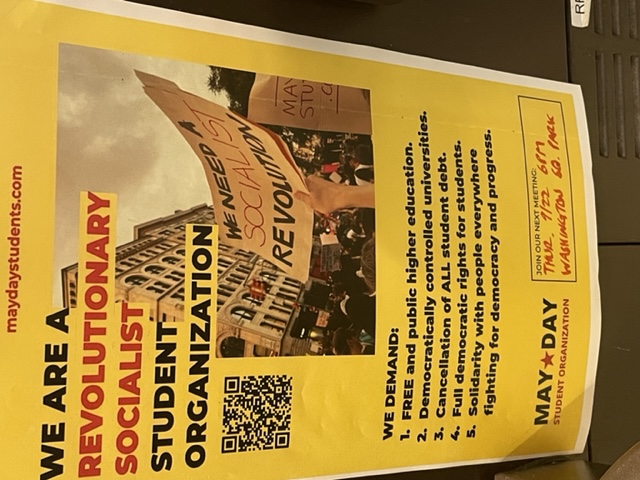 maydaystudents.com
WE ARE A
REVOLUTIONARY
SOCIALIST
STUDENT
ORGANIZATION
WE NEED A
SOCIALIST
REVOLUTION
MAY
STU
.CO
WE DEMAND:
1. FREE and public higher education.
2. Democratically controlled universities.
3. Cancellation of ALL student debt.
4. Full democratic rights for students.
5. Solidarity with people everywhere
fighting for democracy and progress.
MAY★DAY
STUDENT ORGANIZATION
JOIN OUR NEXT MEETING:
THUR, 9/22 6PM
WASHINGTON SQ. PARK